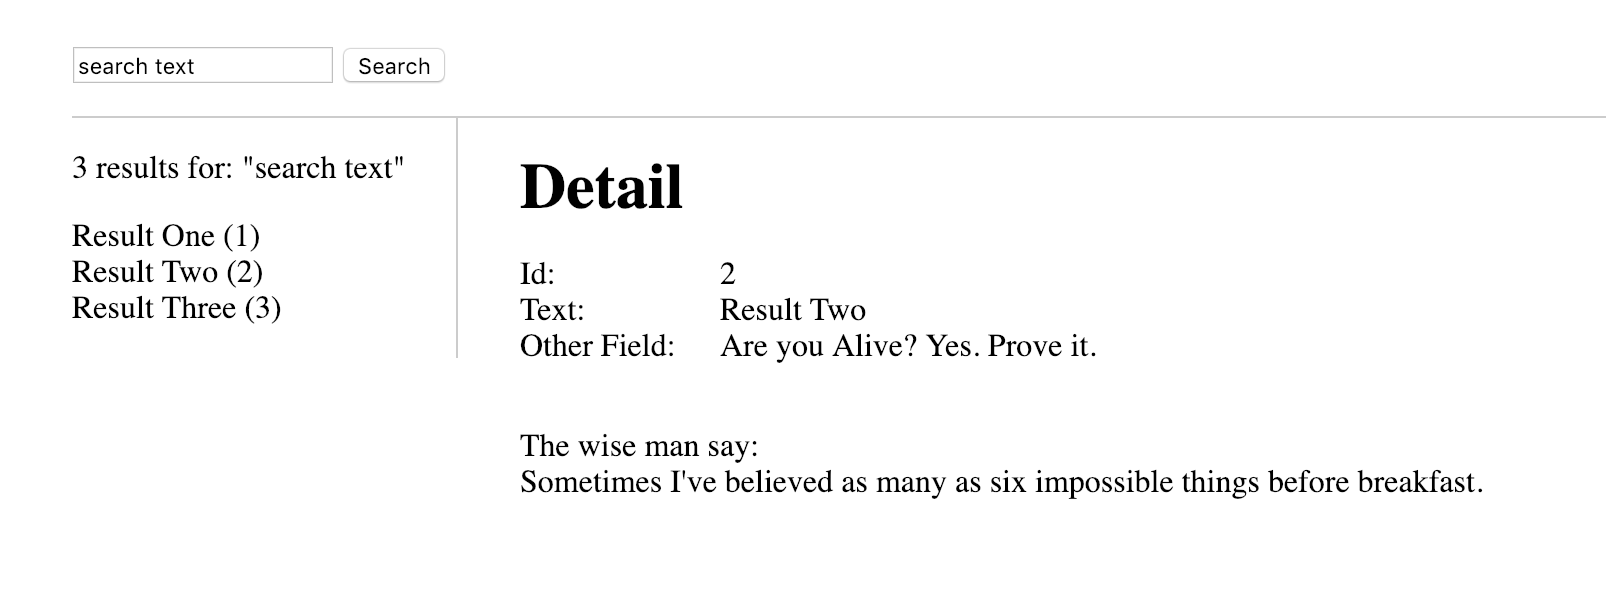 search text Search
3 results for: "search text"
Result One (1)
Result Two (2)
Result Three (3)
Detail
Id: 2
Text: Result Two
Other Field: Are you Alive? Yes. Prove it.
The wise man say:
Sometimes I've believed as many as six impossible things before breakfast.